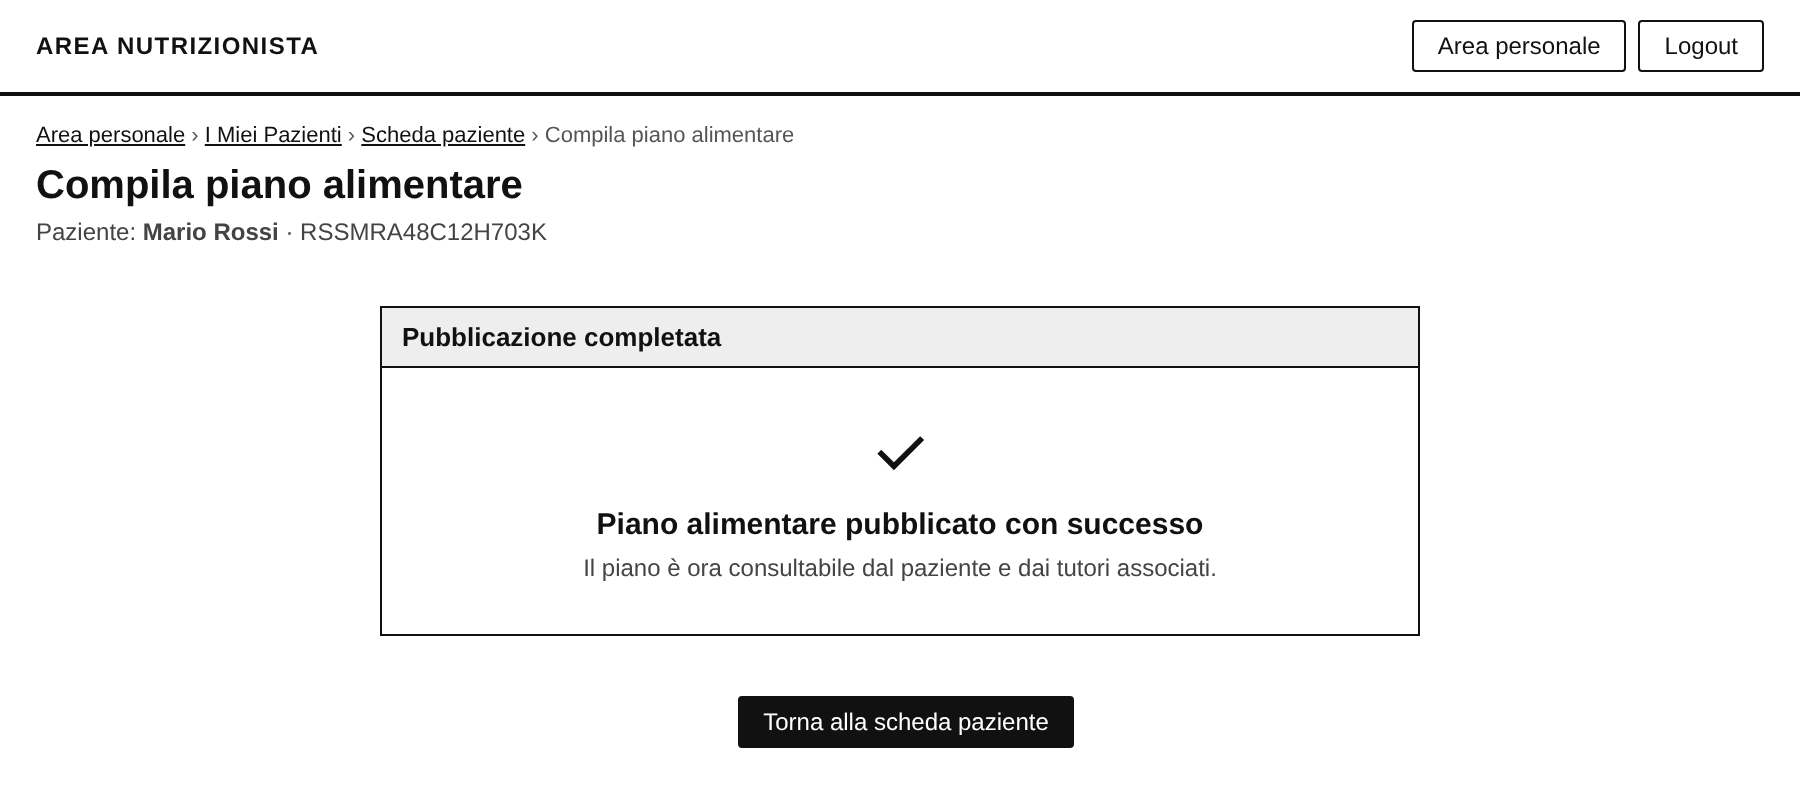 AREA NUTRIZIONISTA
Area personale
Logout
Area personale › I Miei Pazienti › Scheda paziente › Compila piano alimentare
Compila piano alimentare
Paziente: Mario Rossi · RSSMRA48C12H703K
Pubblicazione completata
Piano alimentare pubblicato con successo
Il piano è ora consultabile dal paziente e dai tutori associati.
Torna alla scheda paziente